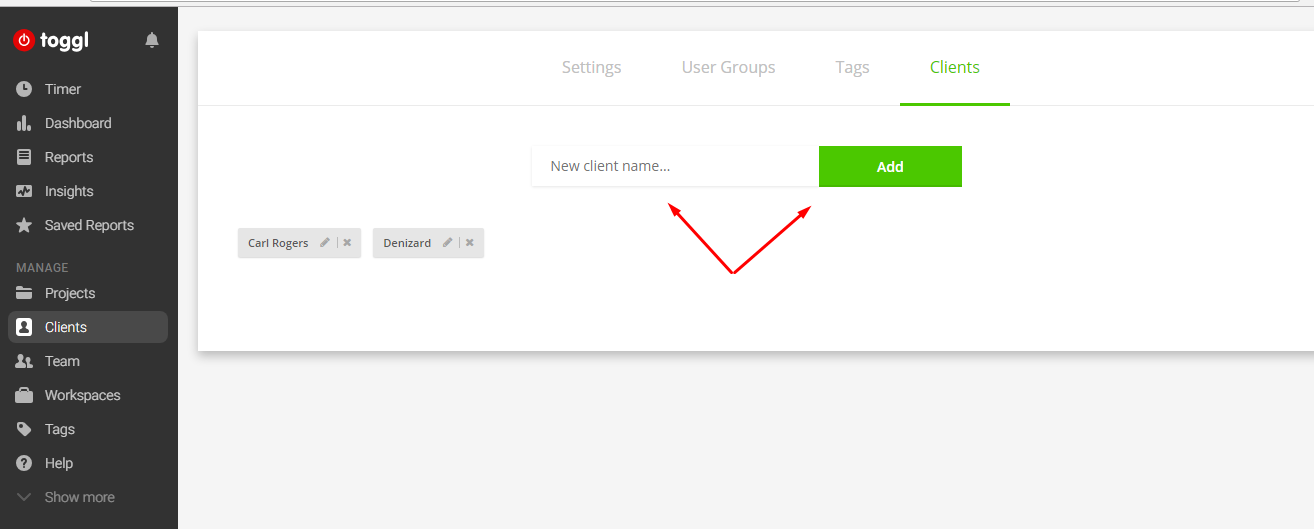 toggl
Timer
Dashboard
Reports
Insights
Saved Reports
MANAGE
Projects
Clients
Team
Workspaces
Tags
Help
Show more
Settings User Groups Tags Clients
New client name... Add
Carl Rogers Denizard